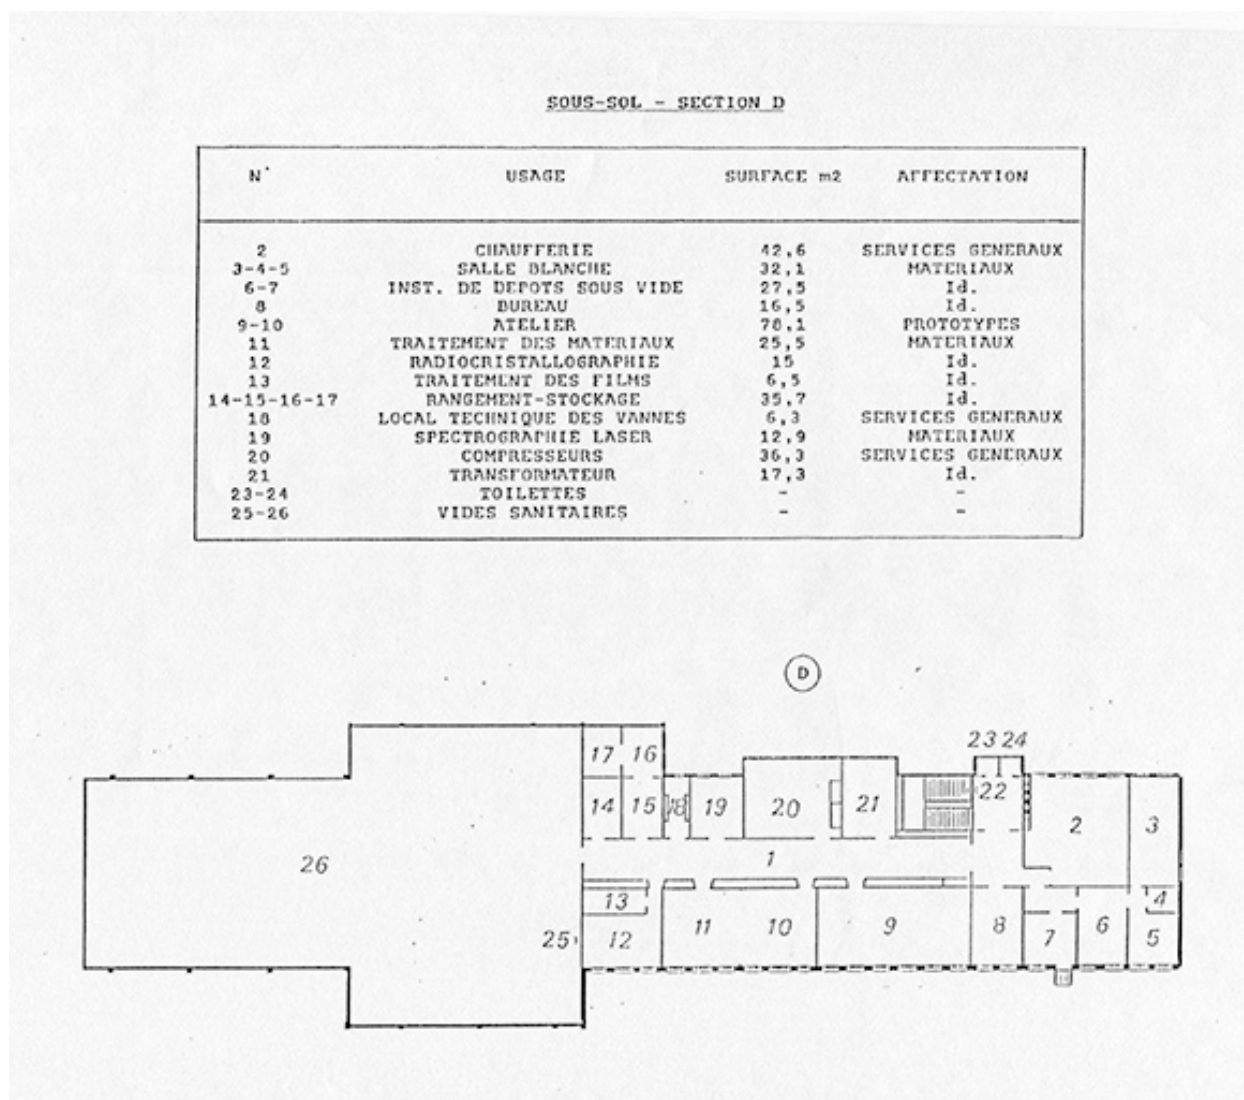 SOUS-SOL - SECTION D
N° USAGE SURFACE m2 AFFECTATION
2 CHAUFFERIE 42,6 SERVICES GENERAUX
3-4-5 SALLE BLANCHE 32,1 MATERIAUX
6-7 INST. DE DEPOTS SOUS VIDE 27,5 Id.
8 BUREAU 16,5 Id.
9-10 ATELIER 78,1 PROTOTYPES
11 TRAITEMENT DES MATERIAUX 25,5 MATERIAUX
12 RADIOCRISTALLOGRAPHIE 15 Id.
13 TRAITEMENT DES FILMS 6,5 Id.
14-15-16-17 RANGEMENT-STOCKAGE 35,7 Id.
18 LOCAL TECHNIQUE DES VANNES 6,3 SERVICES GENERAUX
19 SPECTROGRAPHIE LASER 12,9 MATERIAUX
20 COMPRESSEURS 36,3 SERVICES GENERAUX
21 TRANSFORMATEUR 17,3 Id.
23-24 TOILETTES - -
25-26 VIDES SANITAIRES - -
D
23 24
17 16
22
14 15 18 19 20 21 2 3
26 1
13 4
12 11 10 9 8 7 6 5
25